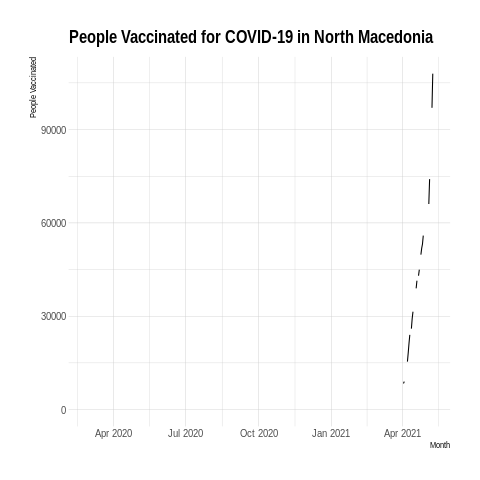 People Vaccinated for COVID-19 in North Macedonia
People Vaccinated
90000
60000
30000
0
Apr 2020 Jul 2020 Oct 2020 Jan 2021 Apr 2021
Month